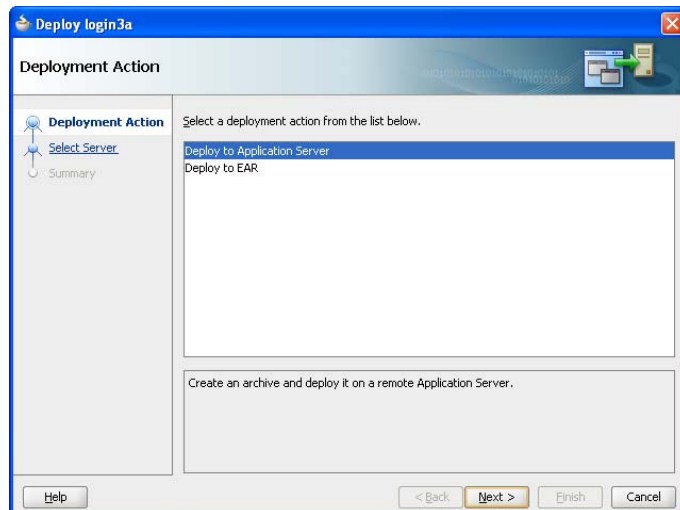 Deploy login3a
Deployment Action
Deployment Action
Select Server
Summary
Select a deployment action from the list below.
Deploy to Application Server
Deploy to EAR
Create an archive and deploy it on a remote Application Server.
Help
< Back
Next >
Finish
Cancel